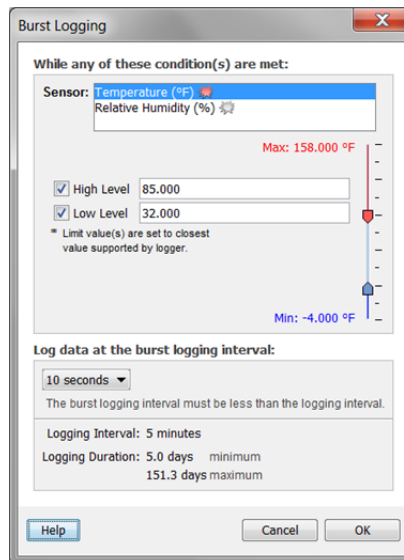 Burst Logging
While any of these condition(s) are met:
Sensor: Temperature (°F)
Relative Humidity (%)
Max: 158.000 °F
High Level 85.000
Low Level 32.000
* Limit value(s) are set to closest
value supported by logger.
Min: -4.000 °F
Log data at the burst logging interval:
10 seconds
The burst logging interval must be less than the logging interval.
Logging Interval: 5 minutes
Logging Duration: 5.0 days minimum
151.3 days maximum
Help Cancel OK